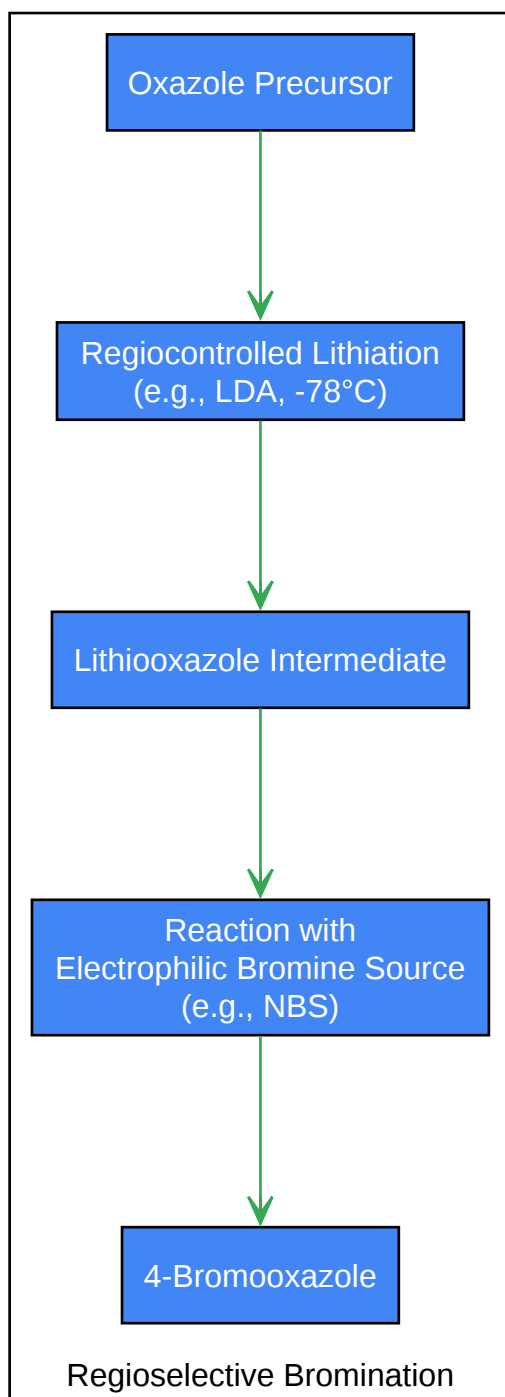 Oxazole Precursor
Regiocontrolled Lithiation
(e.g., LDA, -78°C)
Lithiooxazole Intermediate
Reaction with
Electrophilic Bromine Source
(e.g., NBS)
4-Bromooxazole
Regioselective Bromination